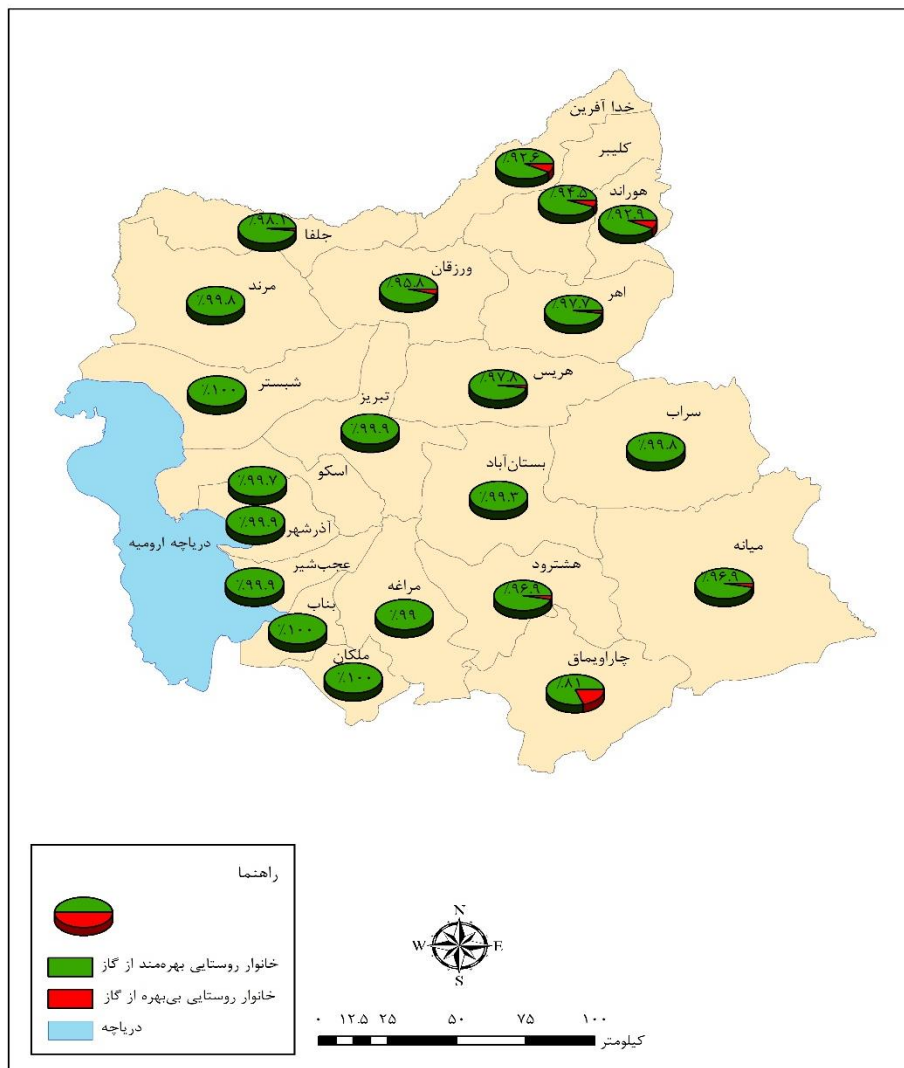 خدا آفرین
کلیبر
٪۹۲.۶
هوراند
٪۹۴.۵
٪۹۲.۹
٪۹۸.۱
جلفا
ورزقان
مرند
٪۹۵.۸
اهر
٪۹۹.۸
٪۹۷.۷
هریس
شبستر
٪۹۷.۸
٪۱۰۰
تبریز
سراب
٪۹۹.۹
٪۹۹.۸
بستان‌آباد
اسکو
٪۹۹.۷
٪۹۹.۳
٪۹۹.۹
آذرشهر
دریاچه ارومیه
میانه
عجب‌شیر
هشترود
مراغه
٪۹۹.۹
٪۹۶.۹
٪۹۶.۹
بناب
٪۹۹
٪۱۰۰
ملکان
چاراویماق
٪۱۰۰
٪۸۱
راهنما
خانوار روستایی بهره‌مند از گاز
خانوار روستایی بی‌بهره از گاز
دریاچه
N
W E
S
۰ ۱۲.۵ ۲۵ ۵۰ ۷۵ ۱۰۰
کیلومتر